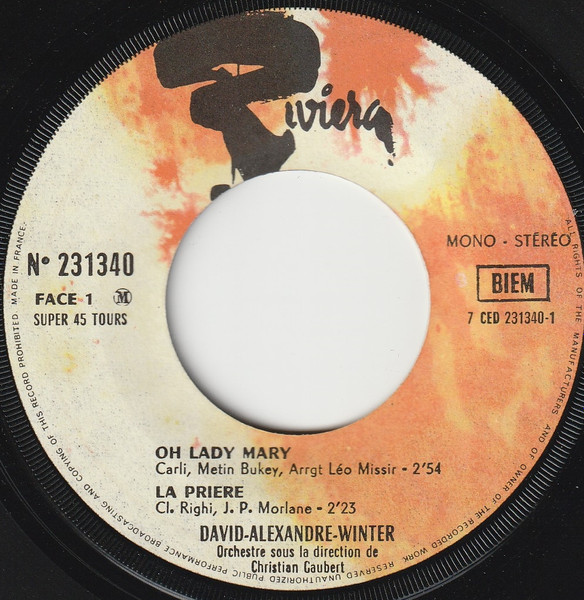 Riviera
N° 231340
FACE 1 M
SUPER 45 TOURS
MONO - STÉRÉO
BIEM
7 CED 231340-1
OH LADY MARY
Carli, Metin Bukey, Arrgt Léo Missir - 2'54
LA PRIERE
Cl. Righi, J. P. Morlane - 2'23
DAVID-ALEXANDRE-WINTER
Orchestre sous la direction de
Christian Gaubert
ALL RIGHTS OF THE MANUFACTURER AND OF OWNER OF THE RECORDED WORK RESERVED UNAUTHORIZED PUBLIC PERFORMANCE BROADCASTING AND COPYING OF THIS RECORD PROHIBITED. MADE IN FRANCE.